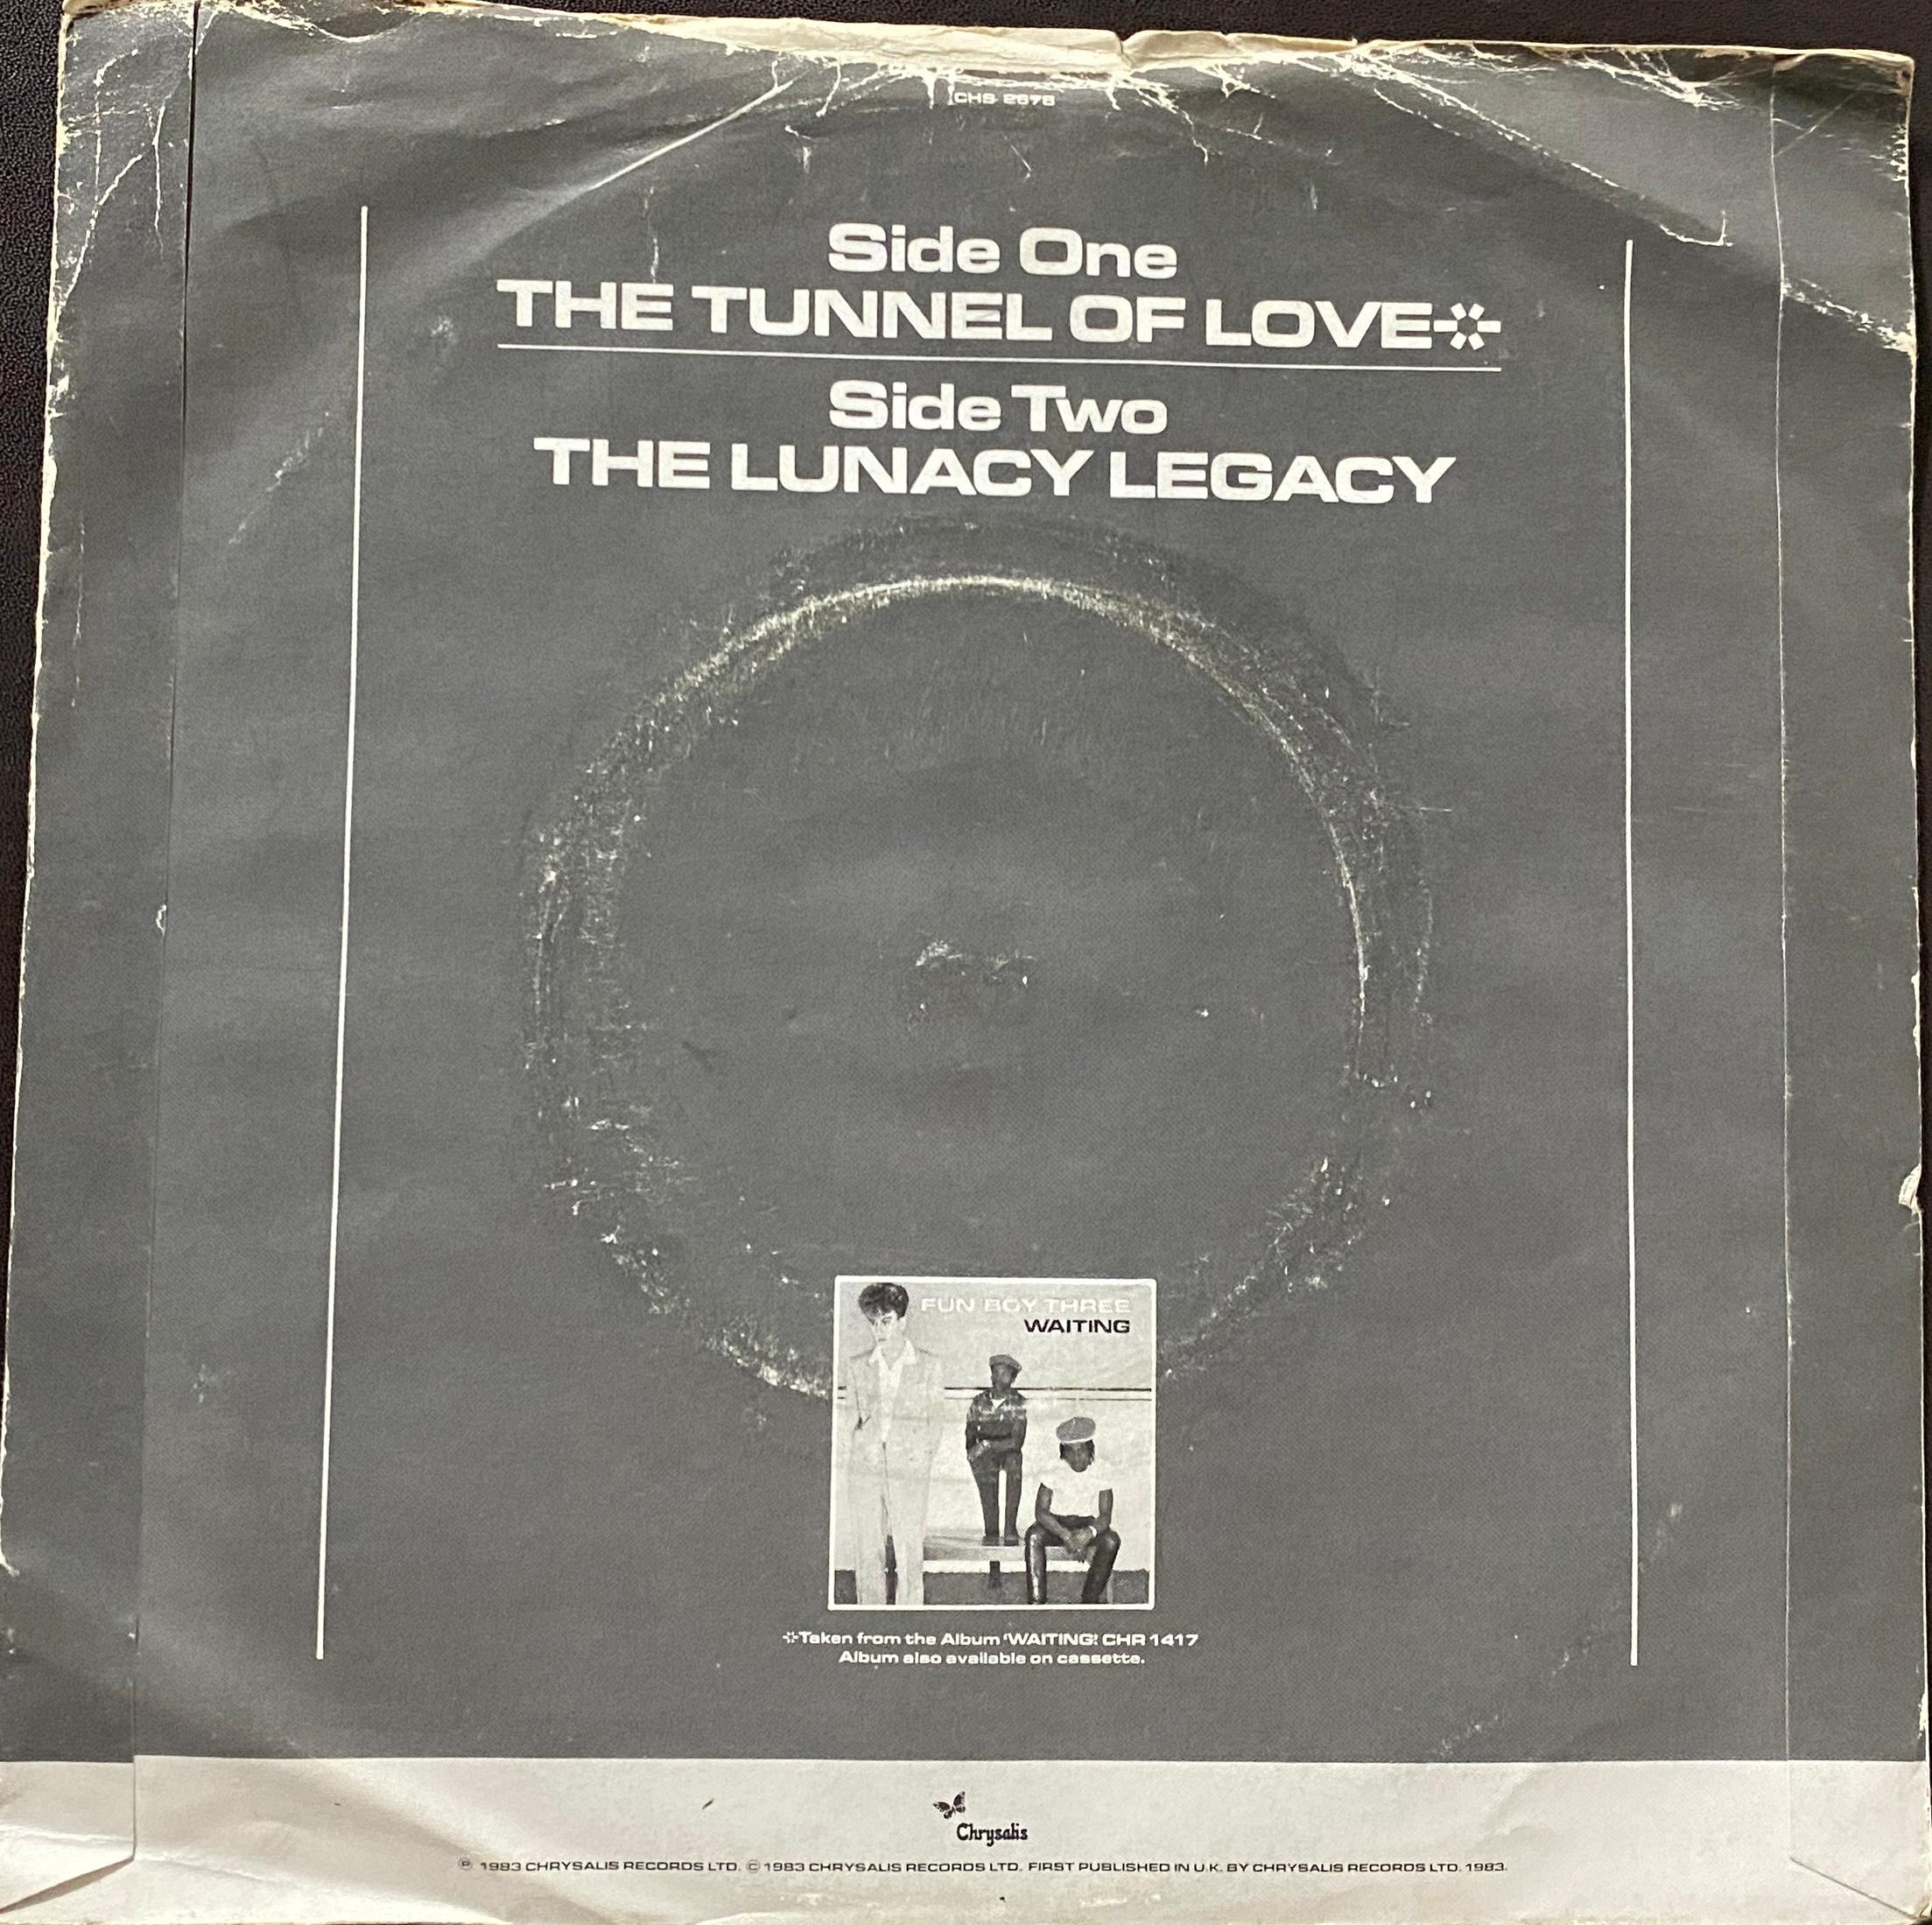 CHS 2678
Side One
THE TUNNEL OF LOVE✲
Side Two
THE LUNACY LEGACY
FUN BOY THREE
WAITING
✲Taken from the Album 'WAITING'. CHR 1417
Album also available on cassette.
Chrysalis
℗ 1983 CHRYSALIS RECORDS LTD. © 1983 CHRYSALIS RECORDS LTD. FIRST PUBLISHED IN U.K. BY CHRYSALIS RECORDS LTD. 1983.